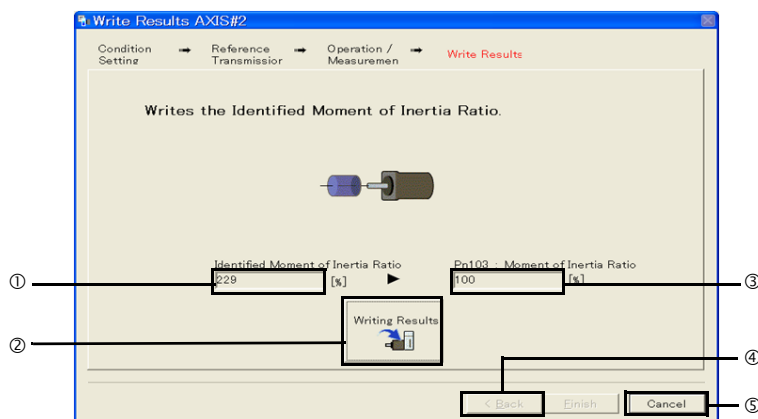 Write Results AXIS#2
Condition Setting ➡ Reference Transmissior ➡ Operation / Measuremen ➡ Write Results
Writes the Identified Moment of Inertia Ratio.
Identified Moment of Inertia Ratio
Pn103 : Moment of Inertia Ratio
① 229 [%] ► 100 [%] ③
Writing Results
②
④
< Back Finish Cancel ⑤